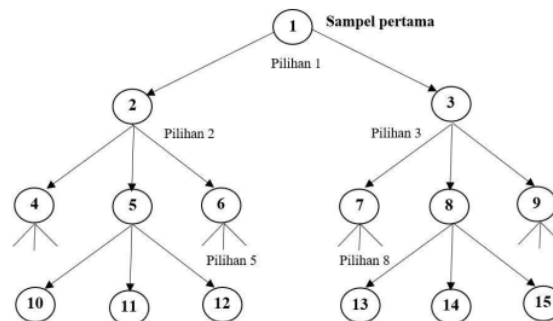 1 Sampel pertama
Pilihan 1
2 3
Pilihan 2 Pilihan 3
4 5 6 7 8 9
Pilihan 5 Pilihan 8
10 11 12 13 14 15